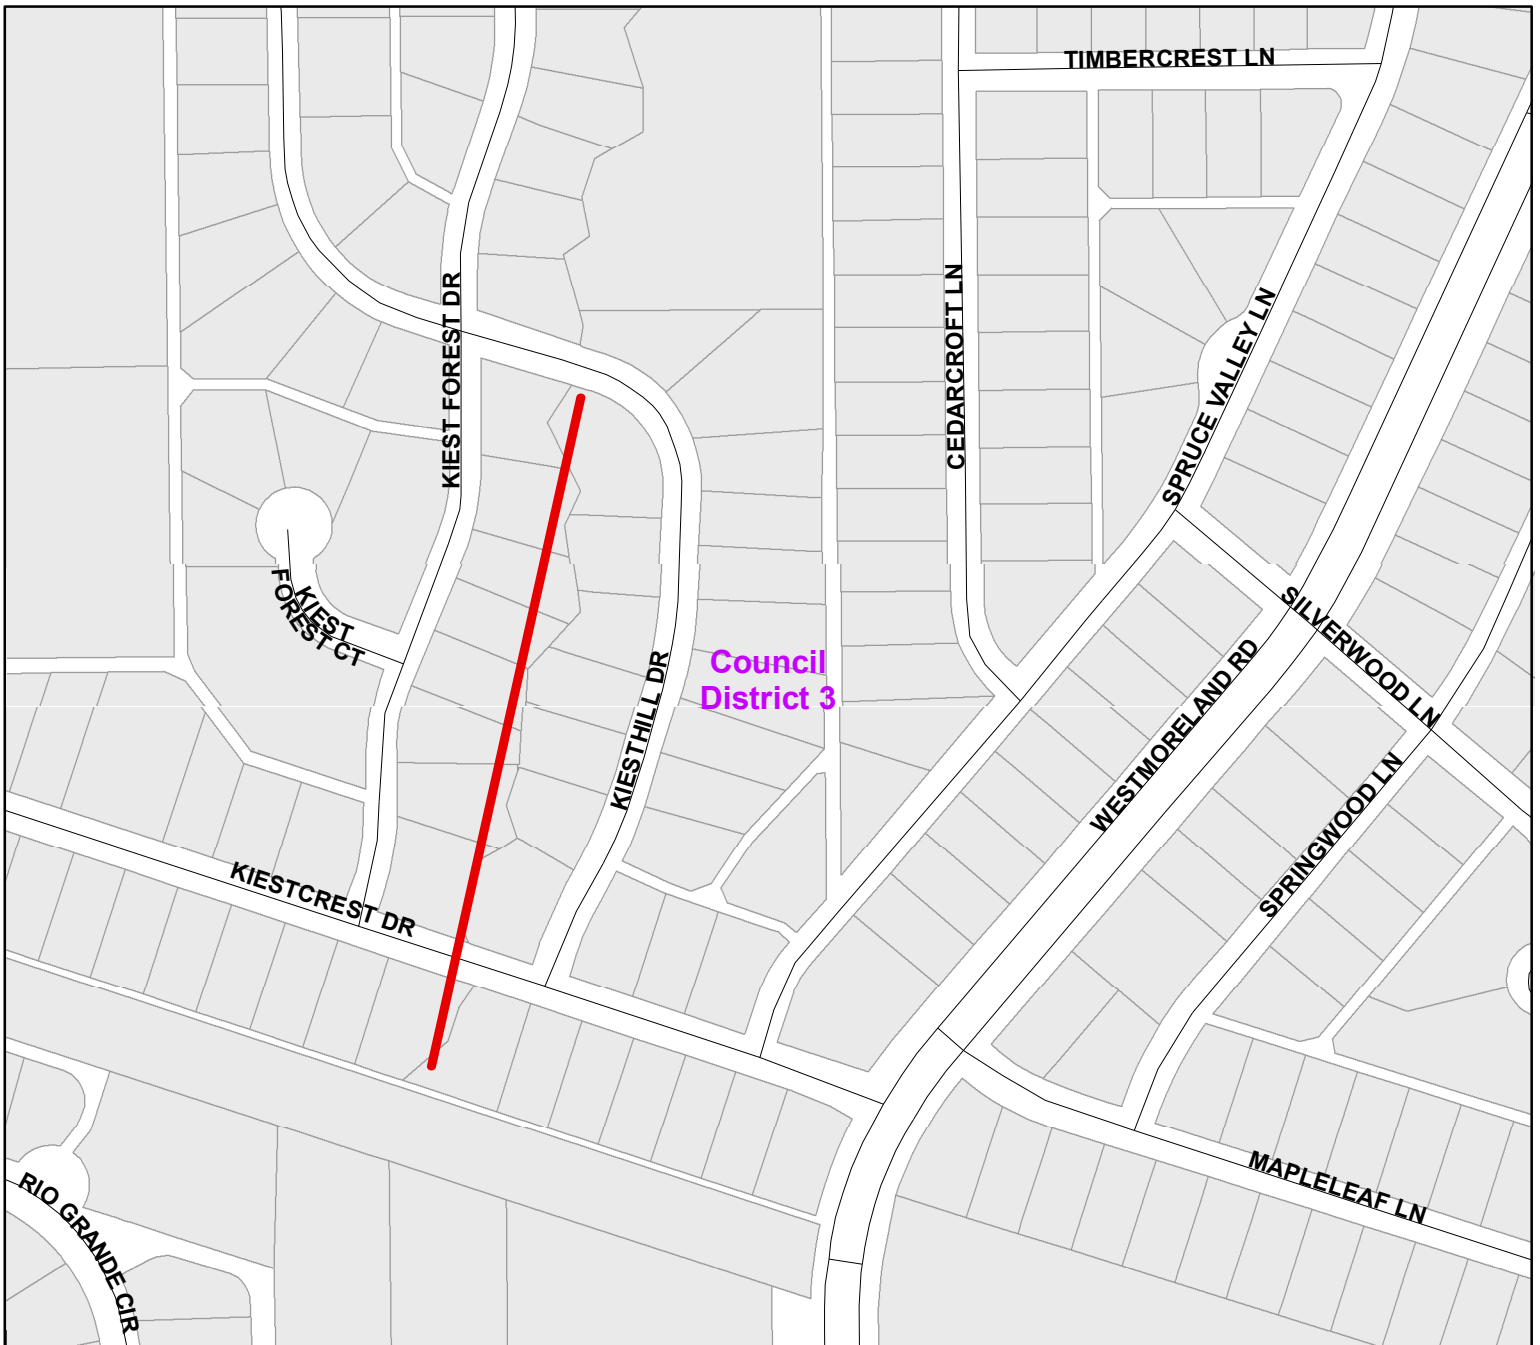 TIMBERCREST LN
KIEST FOREST DR
CEDARCROFT LN
SPRUCE VALLEY LN
KIEST
FOREST CT
SILVERWOOD LN
Council
District 3
KIESTHILL DR
WESTMORELAND RD
SPRINGWOOD LN
KIESTCREST DR
MAPLELEAF LN
RIO GRANDE CIR